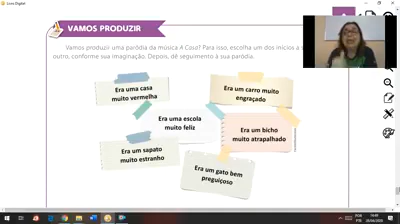 Livro Digital
VAMOS PRODUZIR
Vamos produzir uma paródia da música A Casa? Para isso, escolha um dos inícios a s
outro, conforme sua imaginação. Depois, dê seguimento à sua paródia.
Era uma casa
muito vermelha
Era um carro muito
engraçado
Era uma escola
muito feliz
Era um bicho
muito atrapalhado
Era um sapato
muito estranho
Era um gato bem
preguiçoso